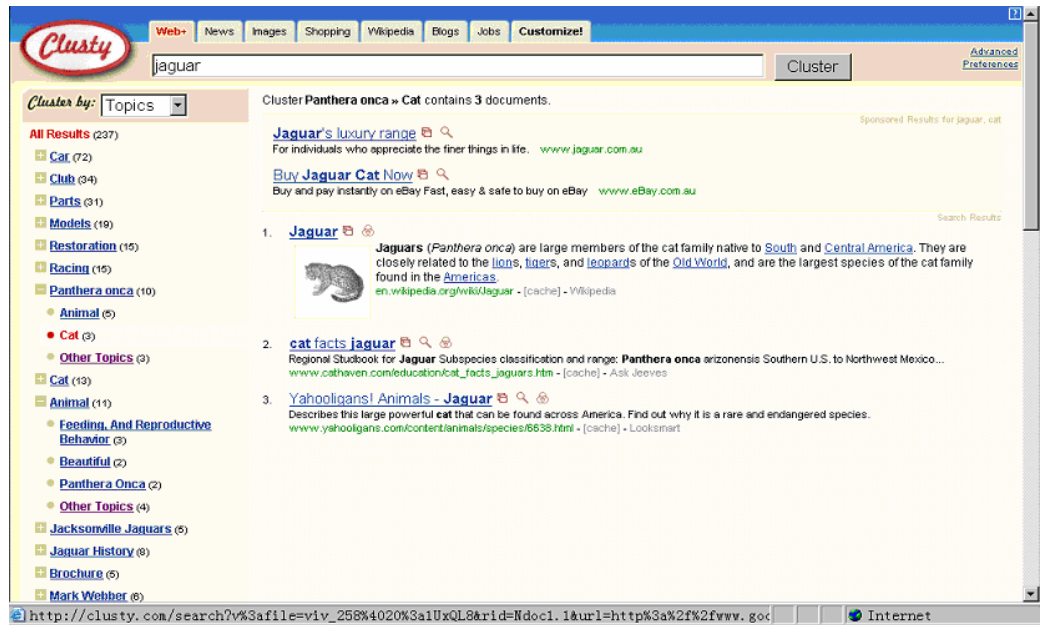 ?
Clusty
Web+ News Images Shopping Wikipedia Blogs Jobs Customize!
jaguar Cluster Advanced
Preferences
Cluster by: Topics
All Results (237)
Car (72)
Club (34)
Parts (31)
Models (19)
Restoration (15)
Racing (15)
Panthera onca (10)
Animal (5)
Cat (3)
Other Topics (3)
Cat (13)
Animal (11)
Feeding, And Reproductive
Behavior (3)
Beautiful (2)
Panthera Onca (2)
Other Topics (4)
Jacksonville Jaguars (5)
Jaguar History (8)
Brochure (5)
Mark Webber (6)
Cluster Panthera onca » Cat contains 3 documents.
Sponsored Results for jaguar, cat
Jaguar's luxury range
For individuals who appreciate the finer things in life. www.jaguar.com.au
Buy Jaguar Cat Now
Buy and pay instantly on eBay Fast, easy & safe to buy on eBay www.eBay.com.au
Search Results
1. Jaguar
Jaguars (Panthera onca) are large members of the cat family native to South and Central America. They are
closely related to the lions, tigers, and leopards of the Old World, and are the largest species of the cat family
found in the Americas.
en.wikipedia.org/wiki/Jaguar - [cache] - Wikipedia
2. cat facts jaguar
Regional Studbook for Jaguar Subspecies classification and range: Panthera onca arizonensis Southern U.S. to Northwest Mexico...
www.cathaven.com/education/cat_facts_jaguars.htm - [cache] - Ask Jeeves
3. Yahooligans! Animals - Jaguar
Describes this large powerful cat that can be found across America. Find out why it is a rare and endangered species.
www.yahooligans.com/content/animals/species/6638.html - [cache] - Looksmart
http://clusty.com/search?v%3afile=viv_258%4020%3a1UxQL8&rid=Ndoc1.1&url=http%3a%2f%2fwww.goo Internet